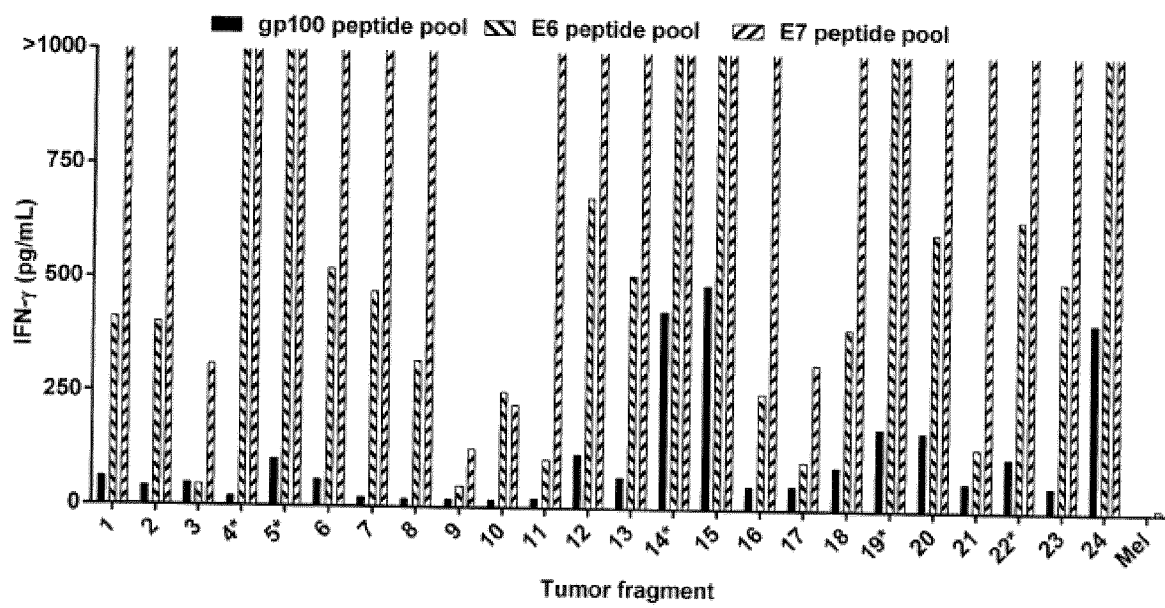 gp100 peptide pool E6 peptide pool E7 peptide pool
>1000
750
500
250
0
IFN-γ (pg/mL)
1 2 3 4* 5* 6 7 8 9 10 11 12 13 14* 15 16 17 18 19* 20 21 22* 23 24 Mel
Tumor fragment